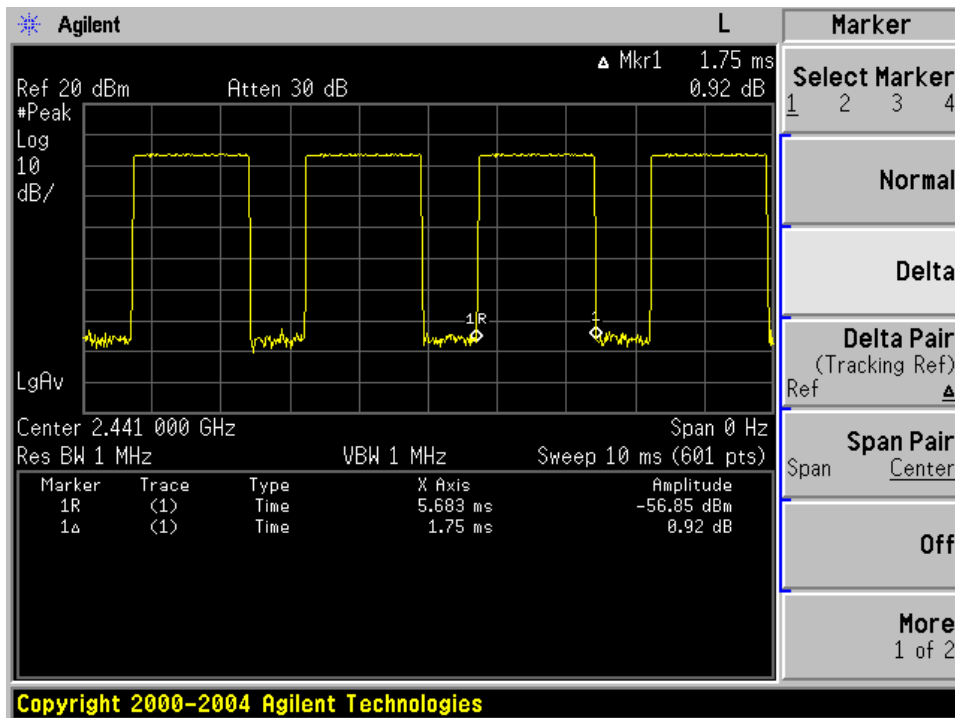 Agilent
L
Marker
Δ Mkr1 1.75 ms
Ref 20 dBm Atten 30 dB 0.92 dB
#Peak
Log
10
dB/
1R
1
LgAv
Center 2.441 000 GHz Span 0 Hz
Res BW 1 MHz VBW 1 MHz Sweep 10 ms (601 pts)
Marker Trace Type X Axis Amplitude
1R (1) Time 5.683 ms -56.85 dBm
1Δ (1) Time 1.75 ms 0.92 dB
Select Marker
1 2 3 4
Normal
Delta
Delta Pair
(Tracking Ref)
Ref Δ
Span Pair
Span Center
Off
More
1 of 2
Copyright 2000-2004 Agilent Technologies